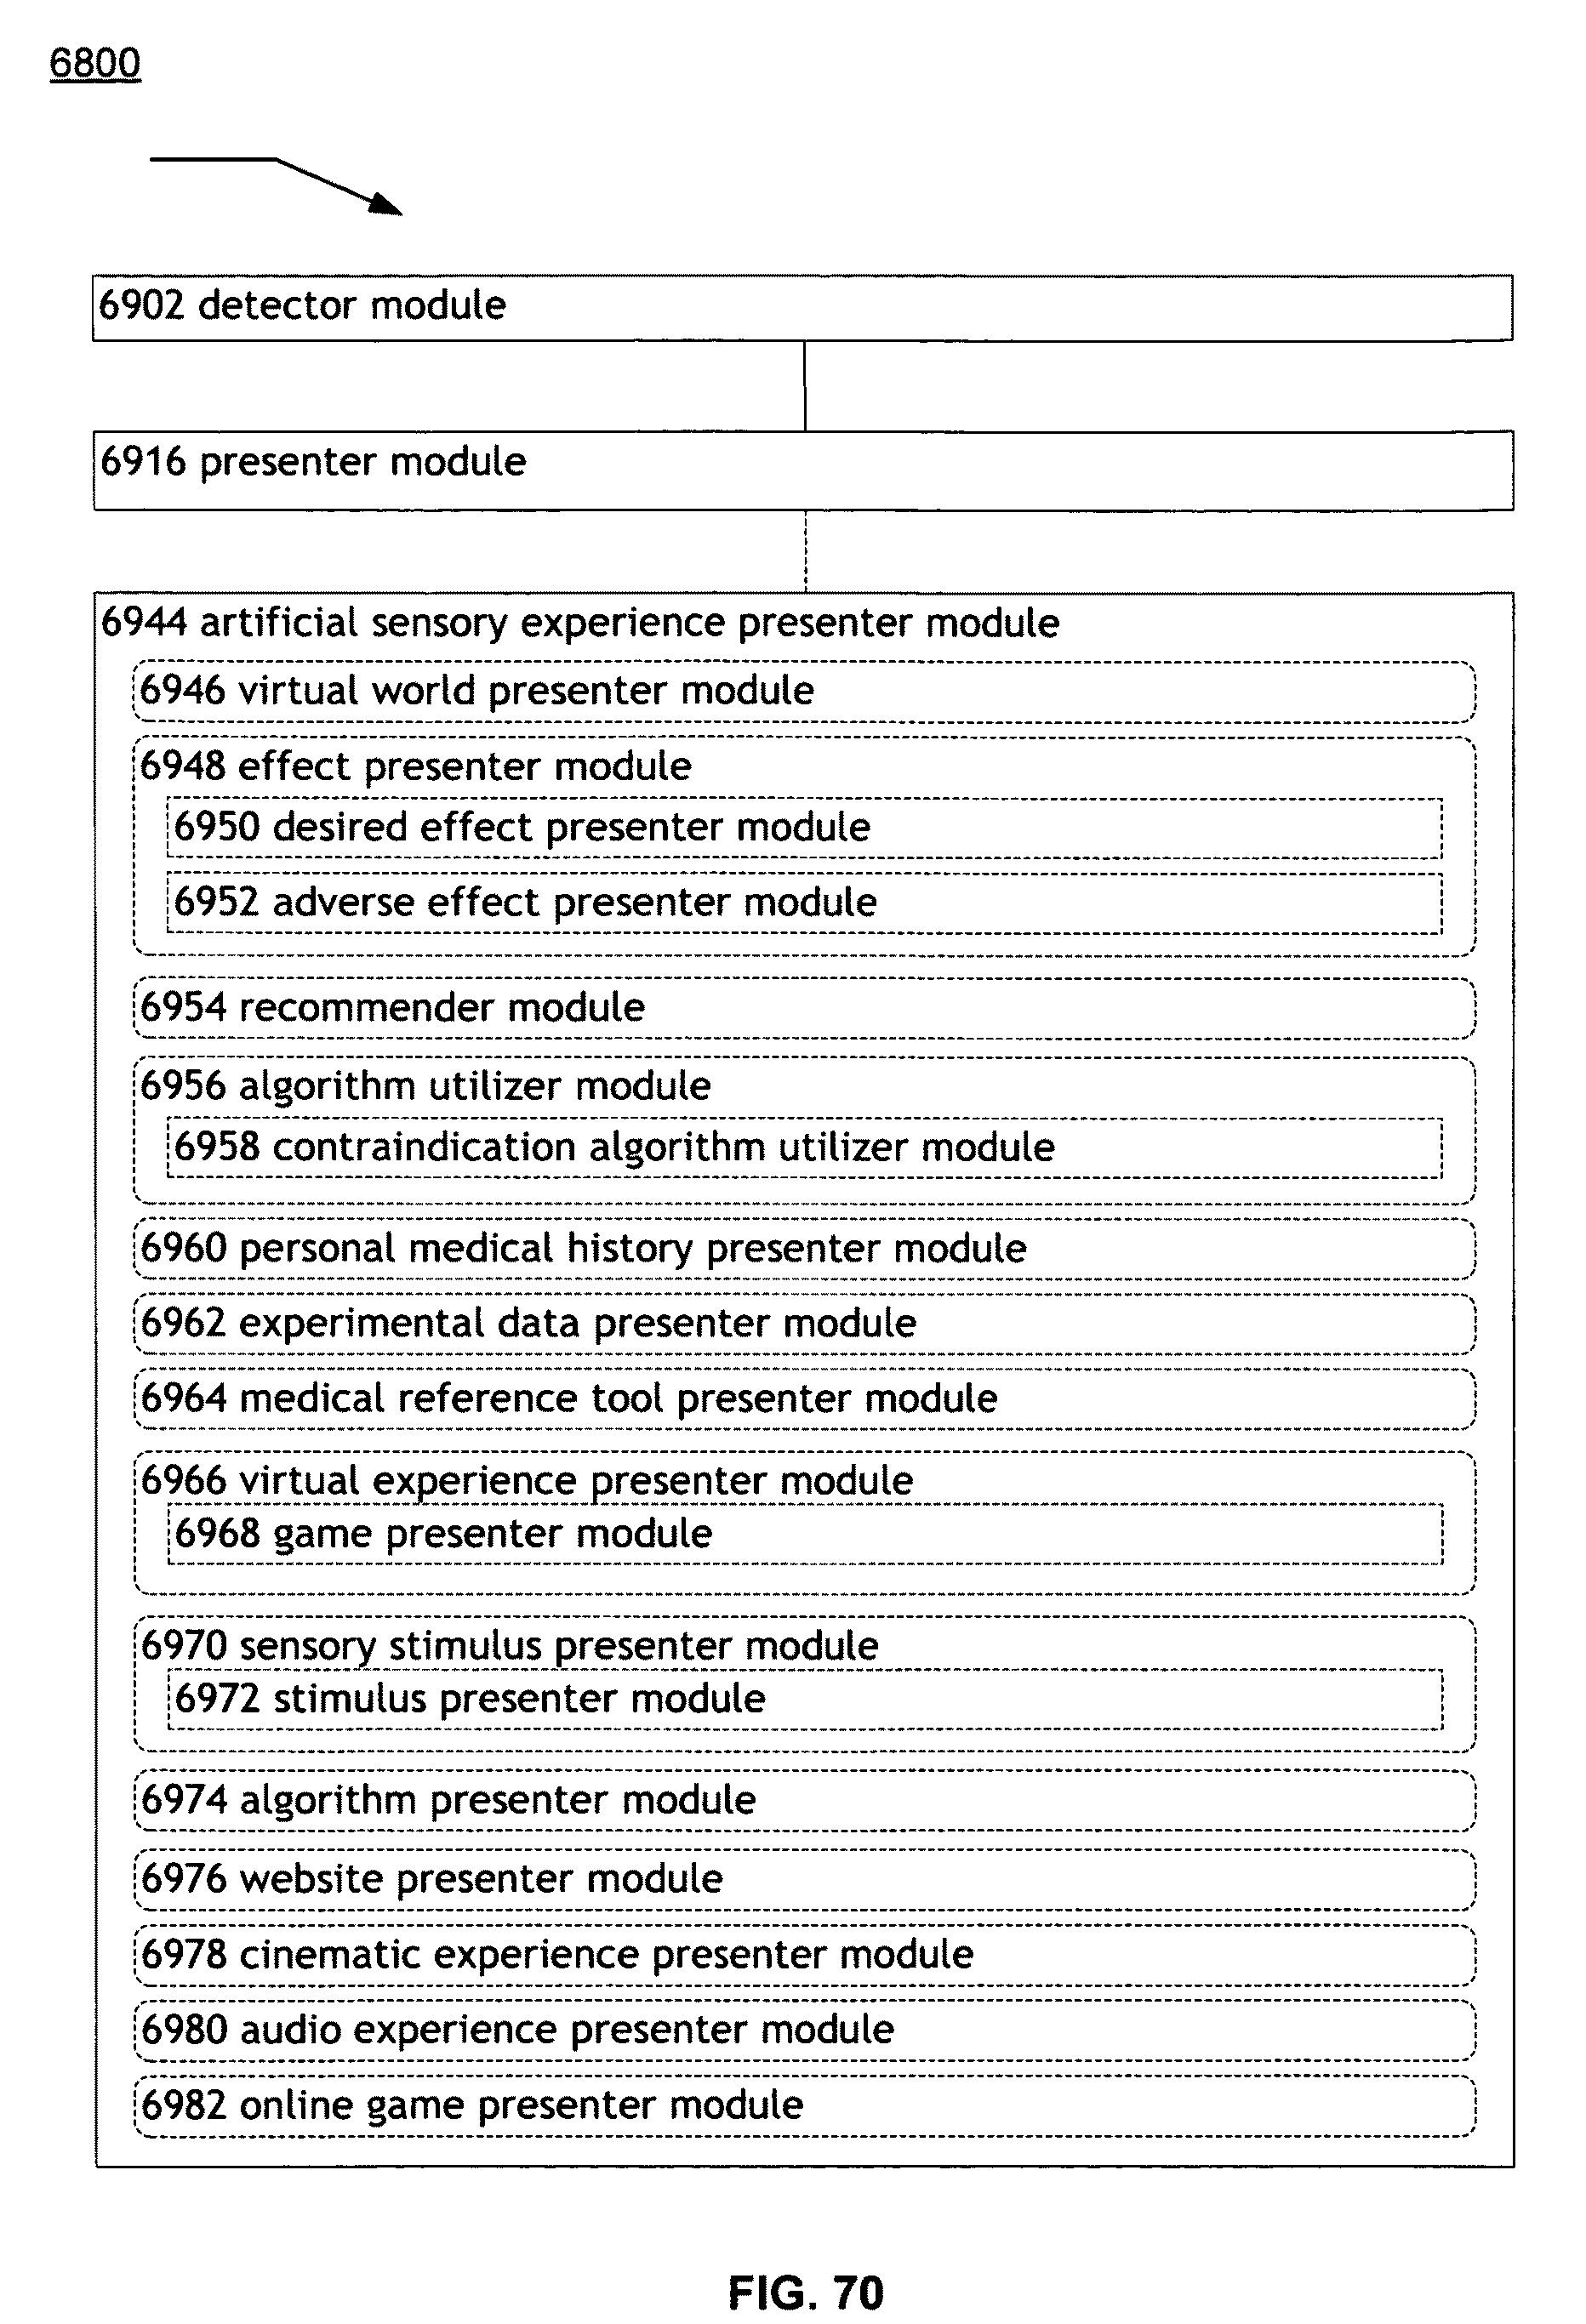 6800
6902 detector module
6916 presenter module
6944 artificial sensory experience presenter module
6946 virtual world presenter module
6948 effect presenter module
6950 desired effect presenter module
6952 adverse effect presenter module
6954 recommender module
6956 algorithm utilizer module
6958 contraindication algorithm utilizer module
6960 personal medical history presenter module
6962 experimental data presenter module
6964 medical reference tool presenter module
6966 virtual experience presenter module
6968 game presenter module
6970 sensory stimulus presenter module
6972 stimulus presenter module
6974 algorithm presenter module
6976 website presenter module
6978 cinematic experience presenter module
6980 audio experience presenter module
6982 online game presenter module
FIG. 70